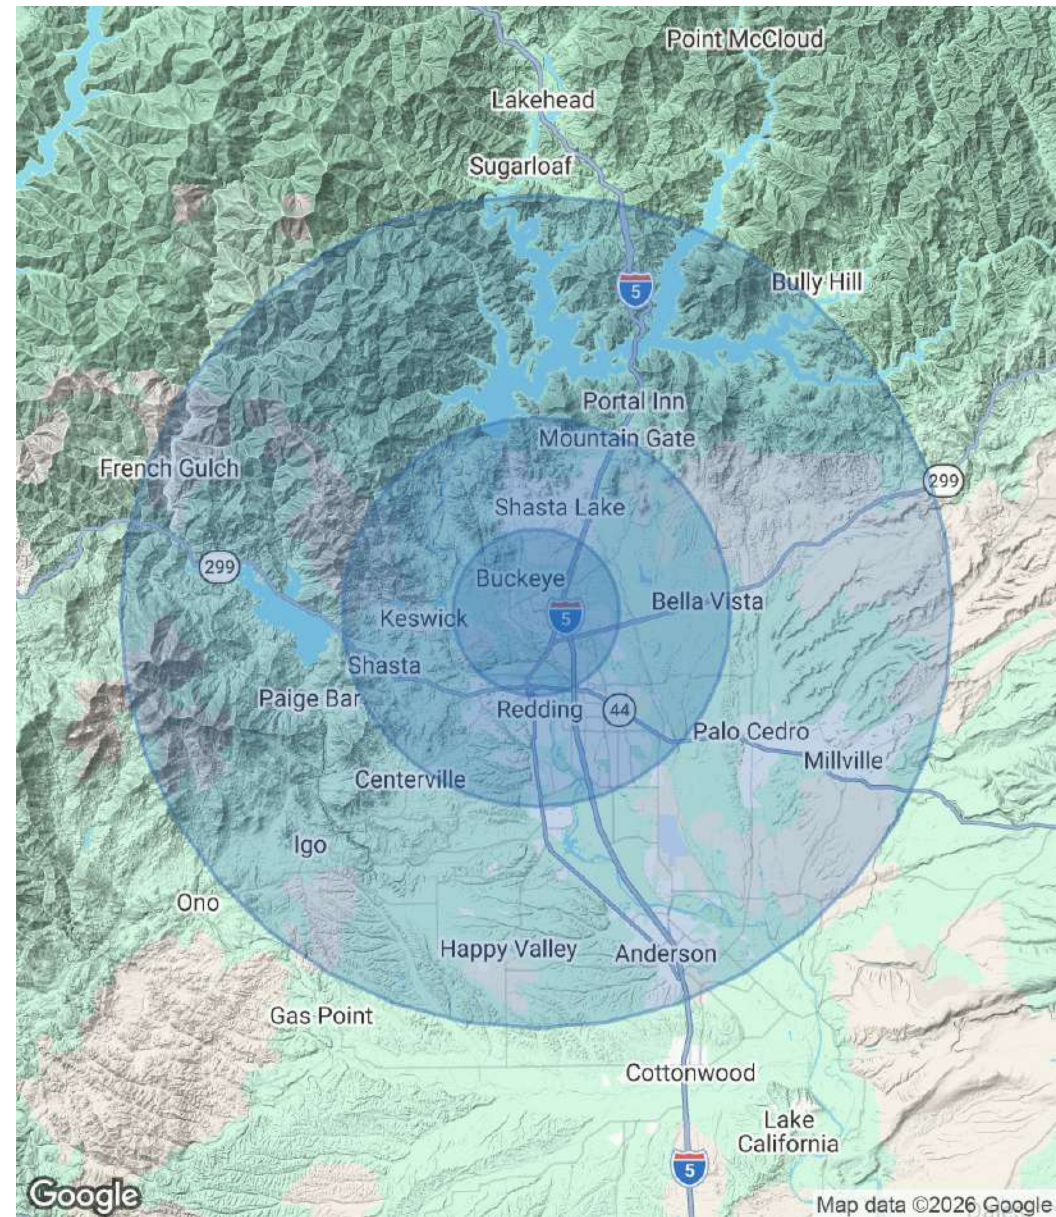 Point McCloud
Lakehead
Sugarloaf
Bully Hill
5
Portal Inn
Mountain Gate
French Gulch
299
Shasta Lake
299
Buckeye
Bella Vista
Keswick
5
Shasta
Paige Bar
Redding
44
Palo Cedro
Millville
Centerville
Igo
Ono
Happy Valley
Anderson
Gas Point
Cottonwood
Lake
California
5
Google
Map data ©2026 Google